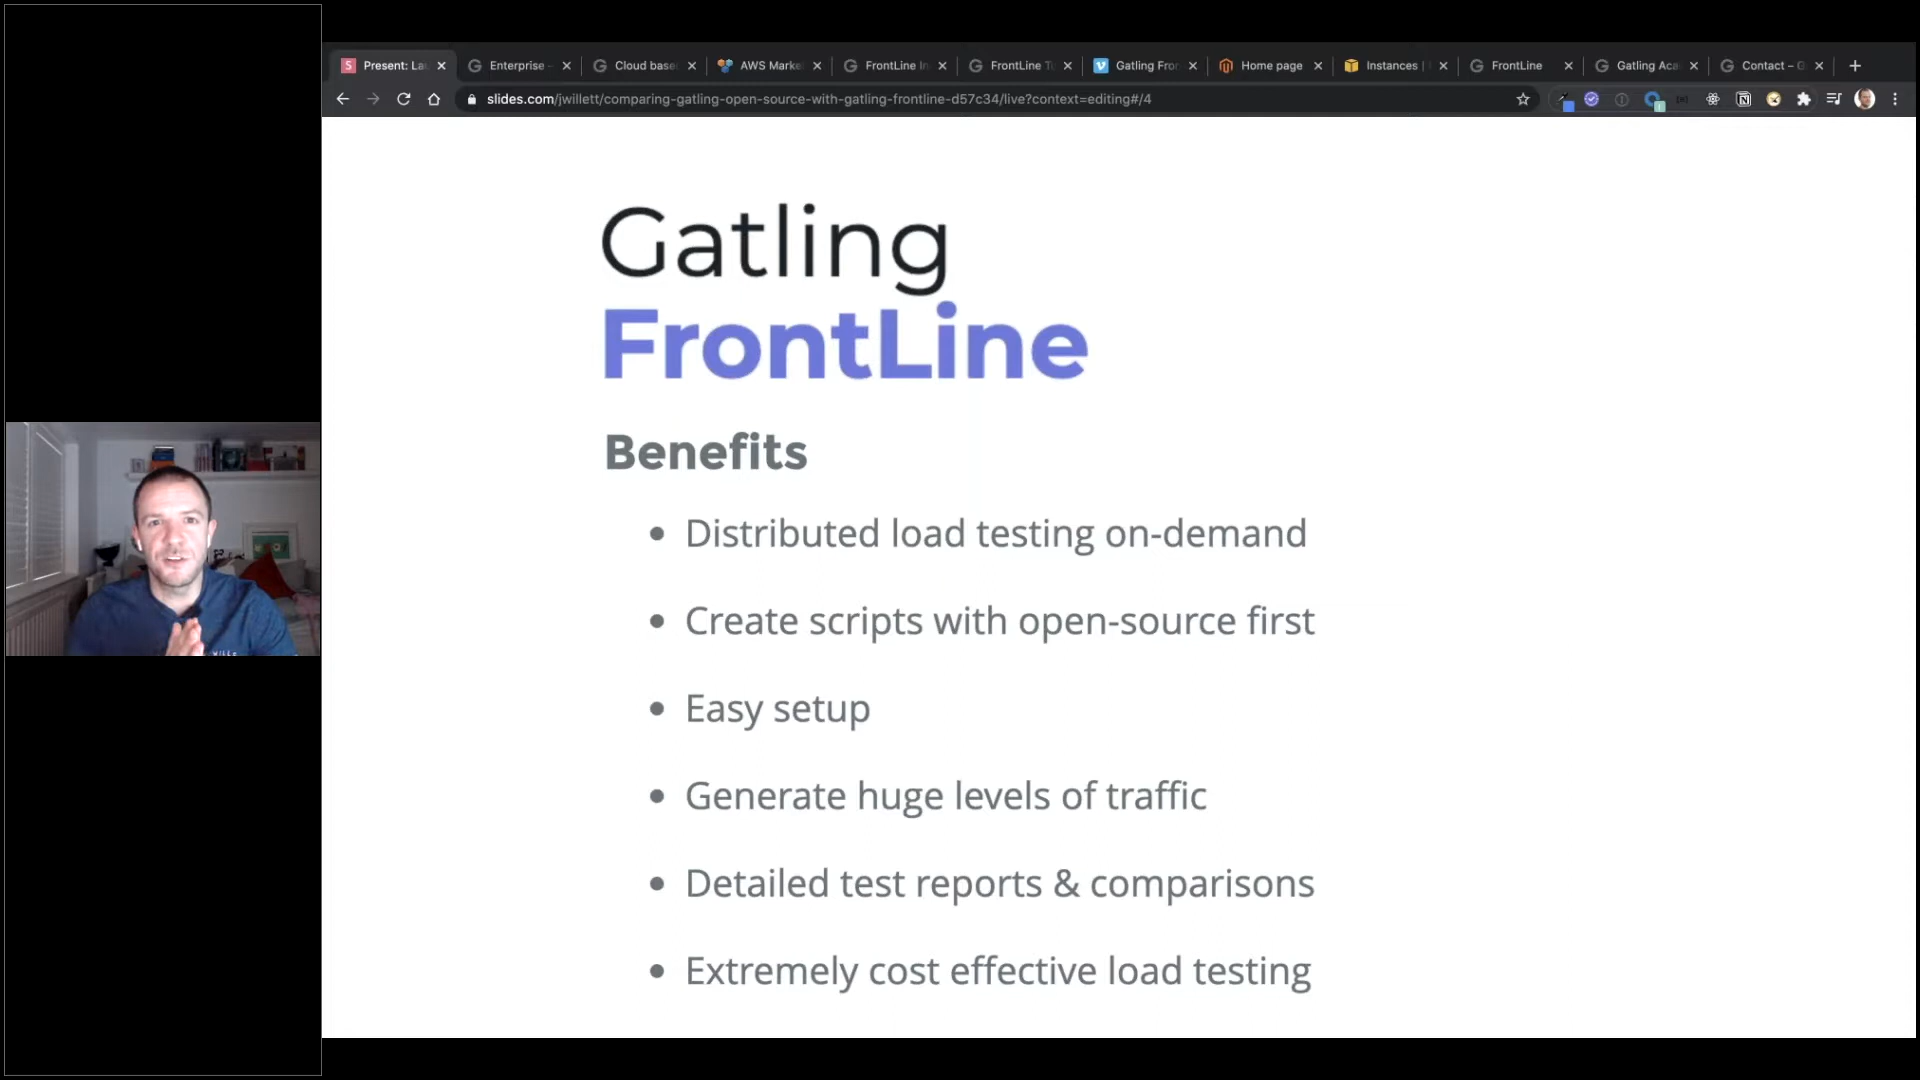 Present: La
Enterprise -
Cloud base
AWS Marke
FrontLine In
FrontLine Tu
Gatling Fron
Home page
Instances |
FrontLine
Gatling Aca
Contact – G
slides.com/jwillett/comparing-gatling-open-source-with-gatling-frontline-d57c34/live?context=editing#/4
Gatling
FrontLine
Benefits
• Distributed load testing on-demand
• Create scripts with open-source first
• Easy setup
• Generate huge levels of traffic
• Detailed test reports & comparisons
• Extremely cost effective load testing